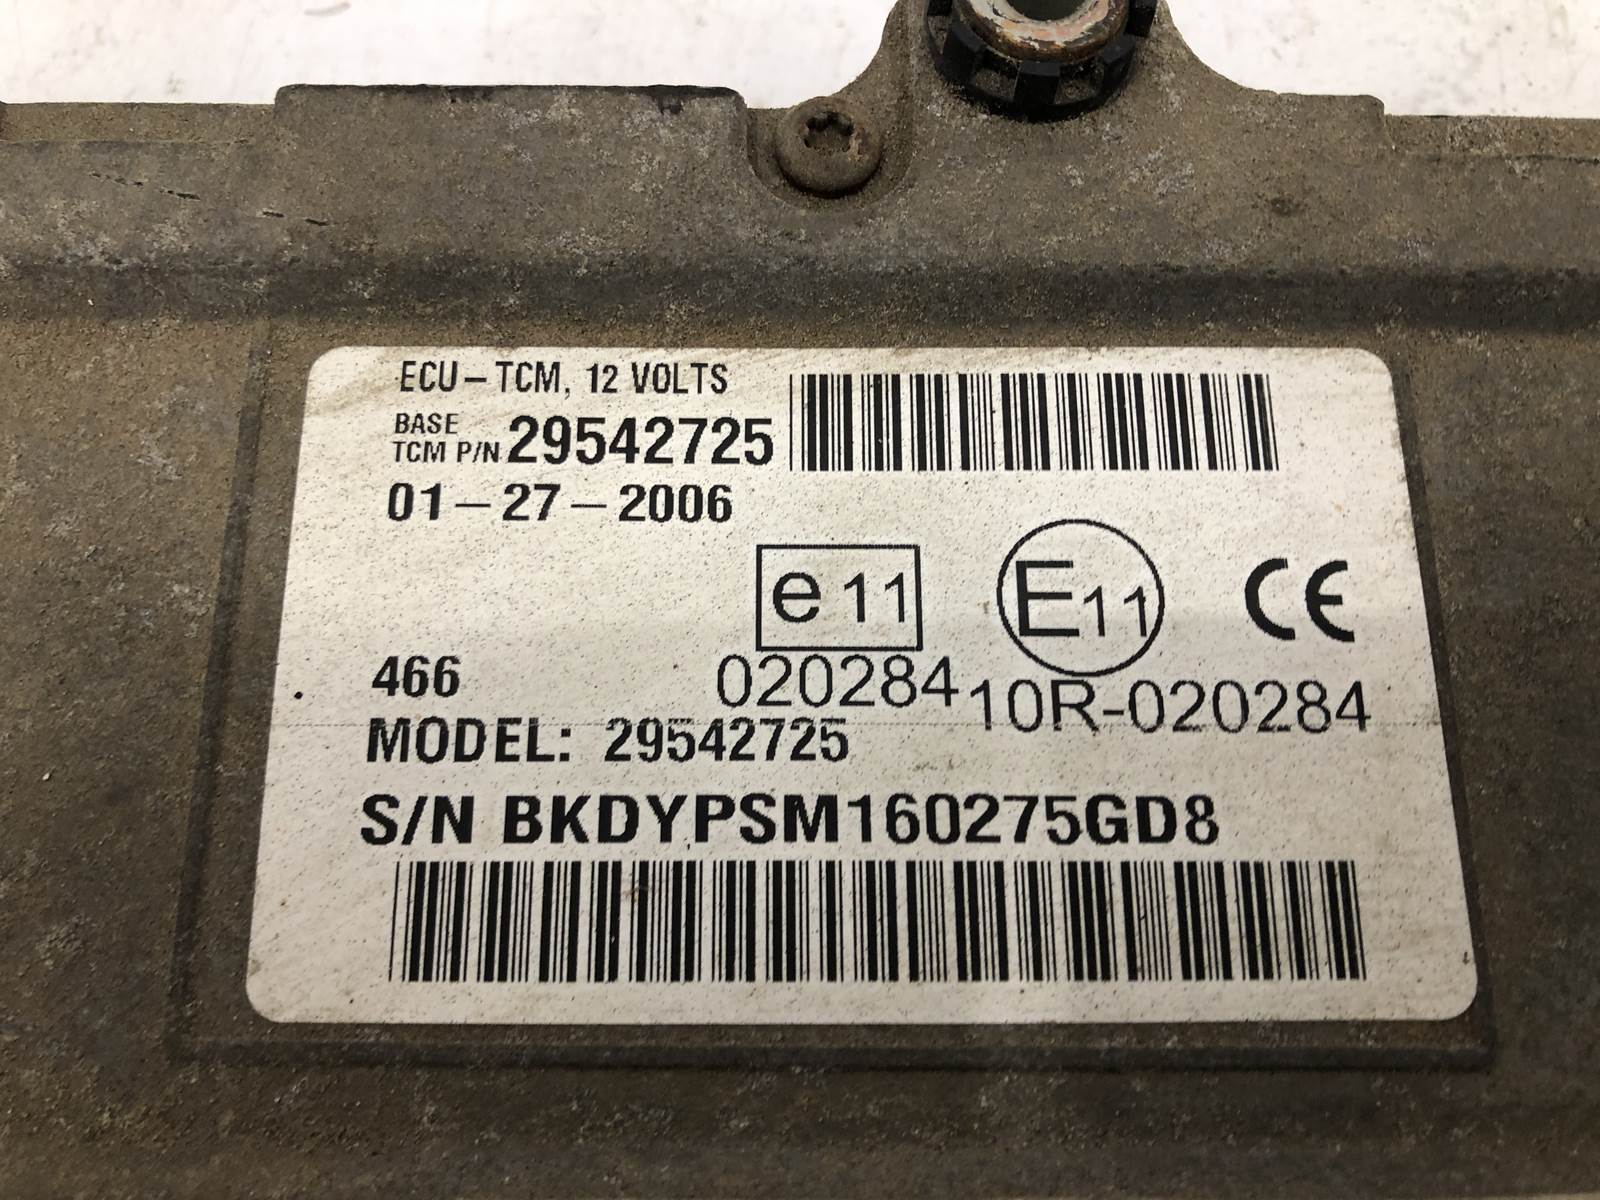 ECU-TCM, 12 VOLTS
BASE
TCM P/N 29542725
01-27-2006
e 11
E11
CE
466
020284
10R-020284
MODEL: 29542725
S/N BKDYPSM160275GD8